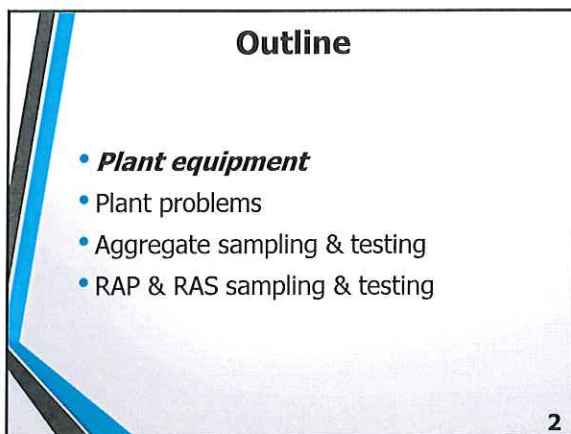 Outline
• Plant equipment
• Plant problems
• Aggregate sampling & testing
• RAP & RAS sampling & testing
2